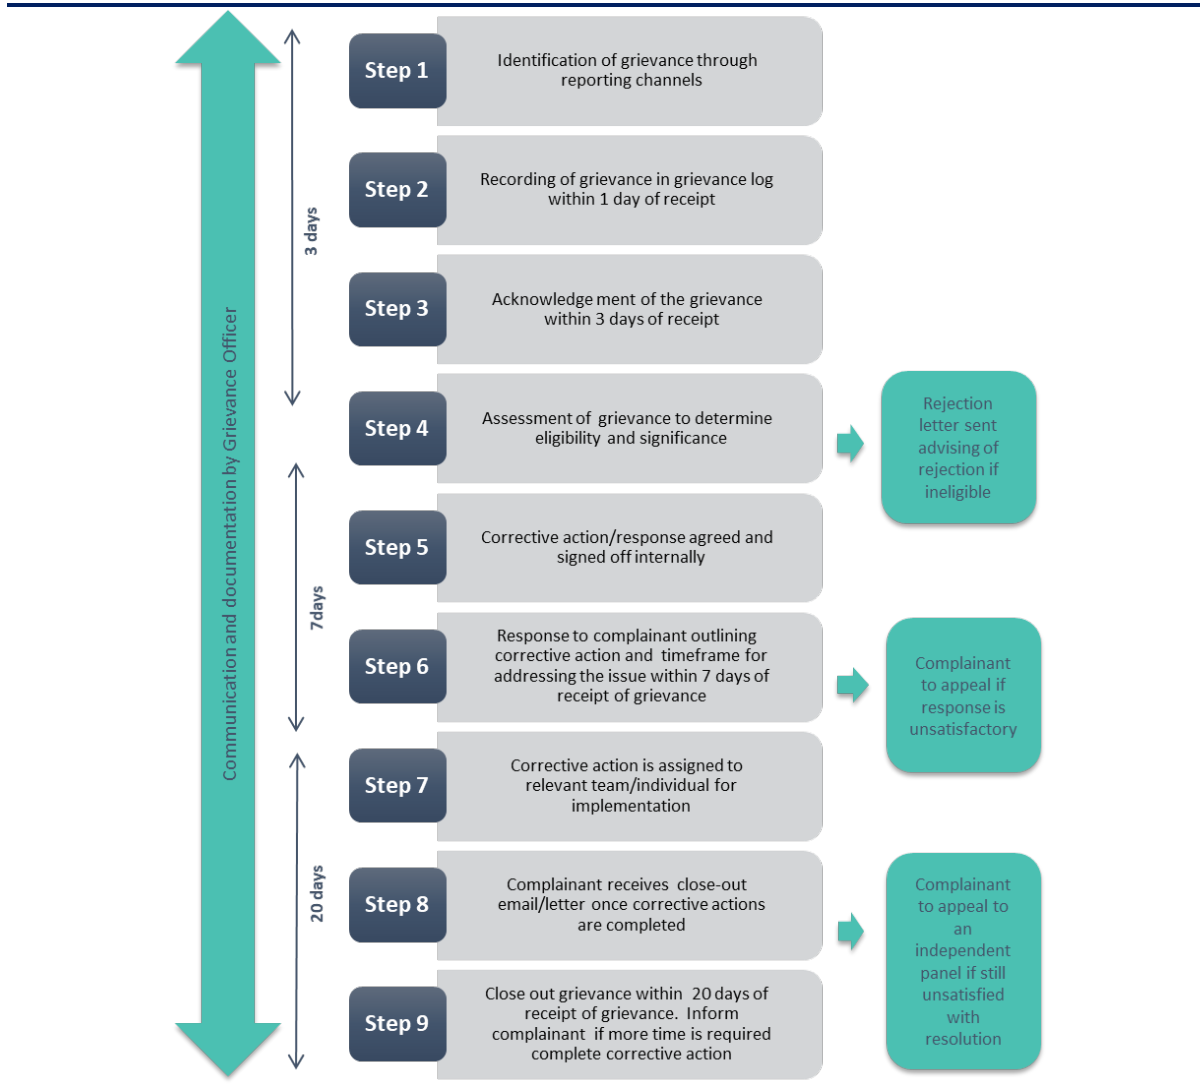 Communication and documentation by Grievance Officer
3 days
7days
20 days
Step 1
Identification of grievance through
reporting channels
Step 2
Recording of grievance in grievance log
within 1 day of receipt
Step 3
Acknowledge ment of the grievance
within 3 days of receipt
Step 4
Assessment of grievance to determine
eligibility and significance
Rejection
letter sent
advising of
rejection if
ineligible
Step 5
Corrective action/response agreed and
signed off internally
Step 6
Response to complainant outlining
corrective action and timeframe for
addressing the issue within 7 days of
receipt of grievance
Complainant
to appeal if
response is
unsatisfactory
Step 7
Corrective action is assigned to
relevant team/individual for
implementation
Step 8
Complainant receives close-out
email/letter once corrective actions
are completed
Complainant
to appeal to
an
independent
panel if still
unsatisfied
with
resolution
Step 9
Close out grievance within 20 days of
receipt of grievance. Inform
complainant if more time is required
complete corrective action